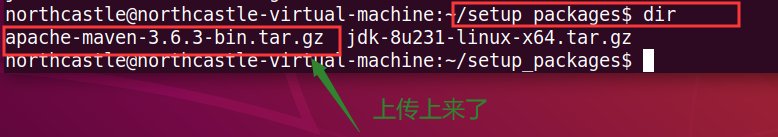 northcastle@northcastle-virtual-machine:~/setup_packages$ dir
apache-maven-3.6.3-bin.tar.gz  jdk-8u231-linux-x64.tar.gz
northcastle@northcastle-virtual-machine:~/setup_packages$
上传上来了